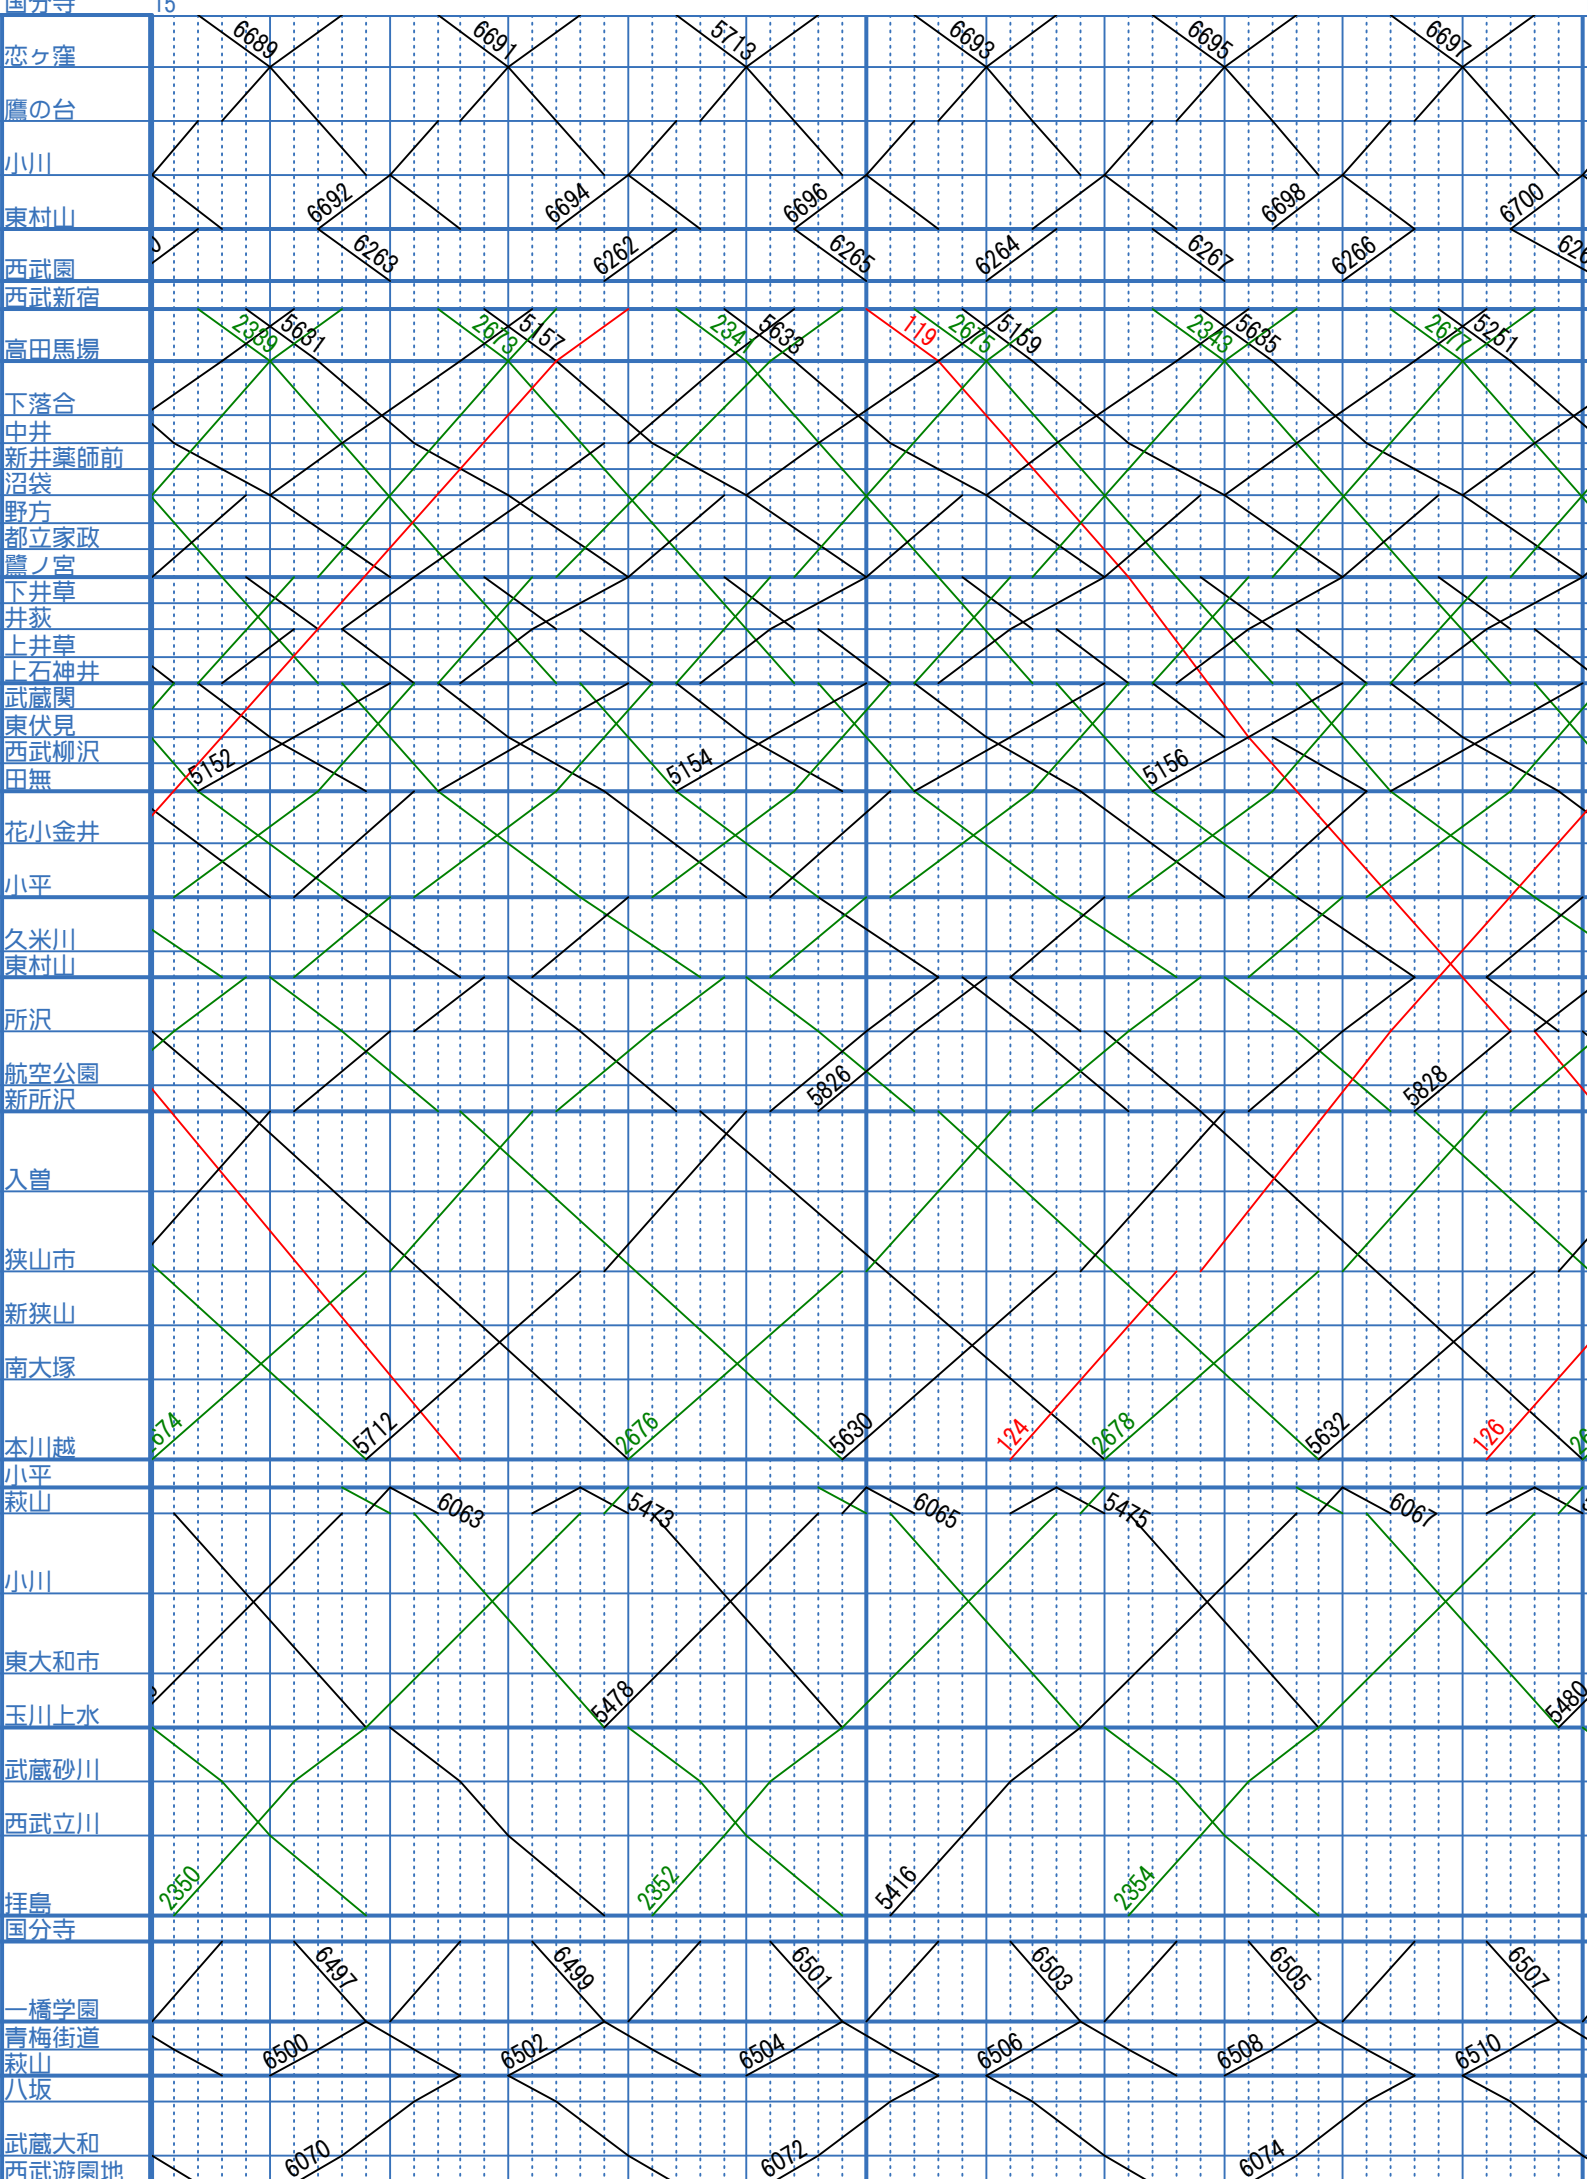 国分寺 15
恋ヶ窪 6689 6691 5713 6693 6695 6697
鷹の台
小川
東村山 6692 6694 6696 6698 6700
西武園 6263 6262 6265 6264 6267 6266
西武新宿
高田馬場 2339 5631 2673 5157 2341 5633 119 2675 5159 2343 5635 2677 5251
下落合
中井
新井薬師前
沼袋
野方
都立家政
鷺ノ宮
下井草
井荻
上井草
上石神井
武蔵関
東伏見
西武柳沢
田無 5152 5154 5156
花小金井
小平
久米川
東村山
所沢
航空公園
新所沢 5826 5828
入曽
狭山市
新狭山
南大塚
本川越 5712 2676 5630 124 2678 5632 126
小平
萩山 6063 5473 6065 5475 6067
小川
東大和市
玉川上水 5478 5480
武蔵砂川
西武立川
拝島 2350 2352 5416 2354
国分寺
一橋学園 6497 6499 6501 6503 6505 6507
青梅街道
萩山 6500 6502 6504 6506 6508 6510
八坂
武蔵大和 6070 6072 6074
西武遊園地